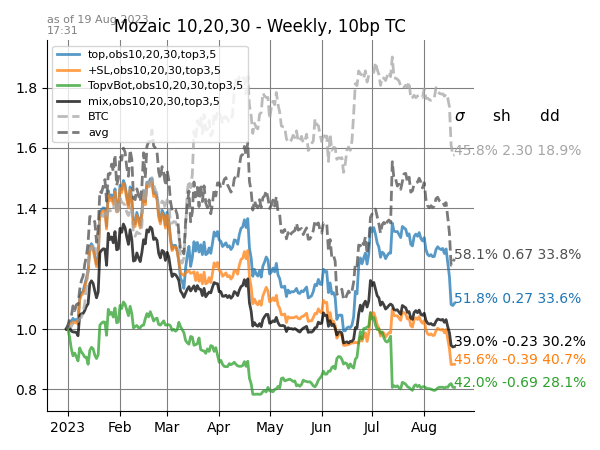 as of 19 Aug 2023
17:31
Mozaic 10,20,30 - Weekly, 10bp TC
top,obs10,20,30,top3,5
+SL,obs10,20,30,top3,5
TopvBot,obs10,20,30,top3,5
mix,obs10,20,30,top3,5
BTC
avg
1.8
1.6
1.4
1.2
1.0
0.8
σ sh dd
45.8% 2.30 18.9%
58.1% 0.67 33.8%
51.8% 0.27 33.6%
39.0% -0.23 30.2%
45.6% -0.39 40.7%
42.0% -0.69 28.1%
2023 Feb Mar Apr May Jun Jul Aug